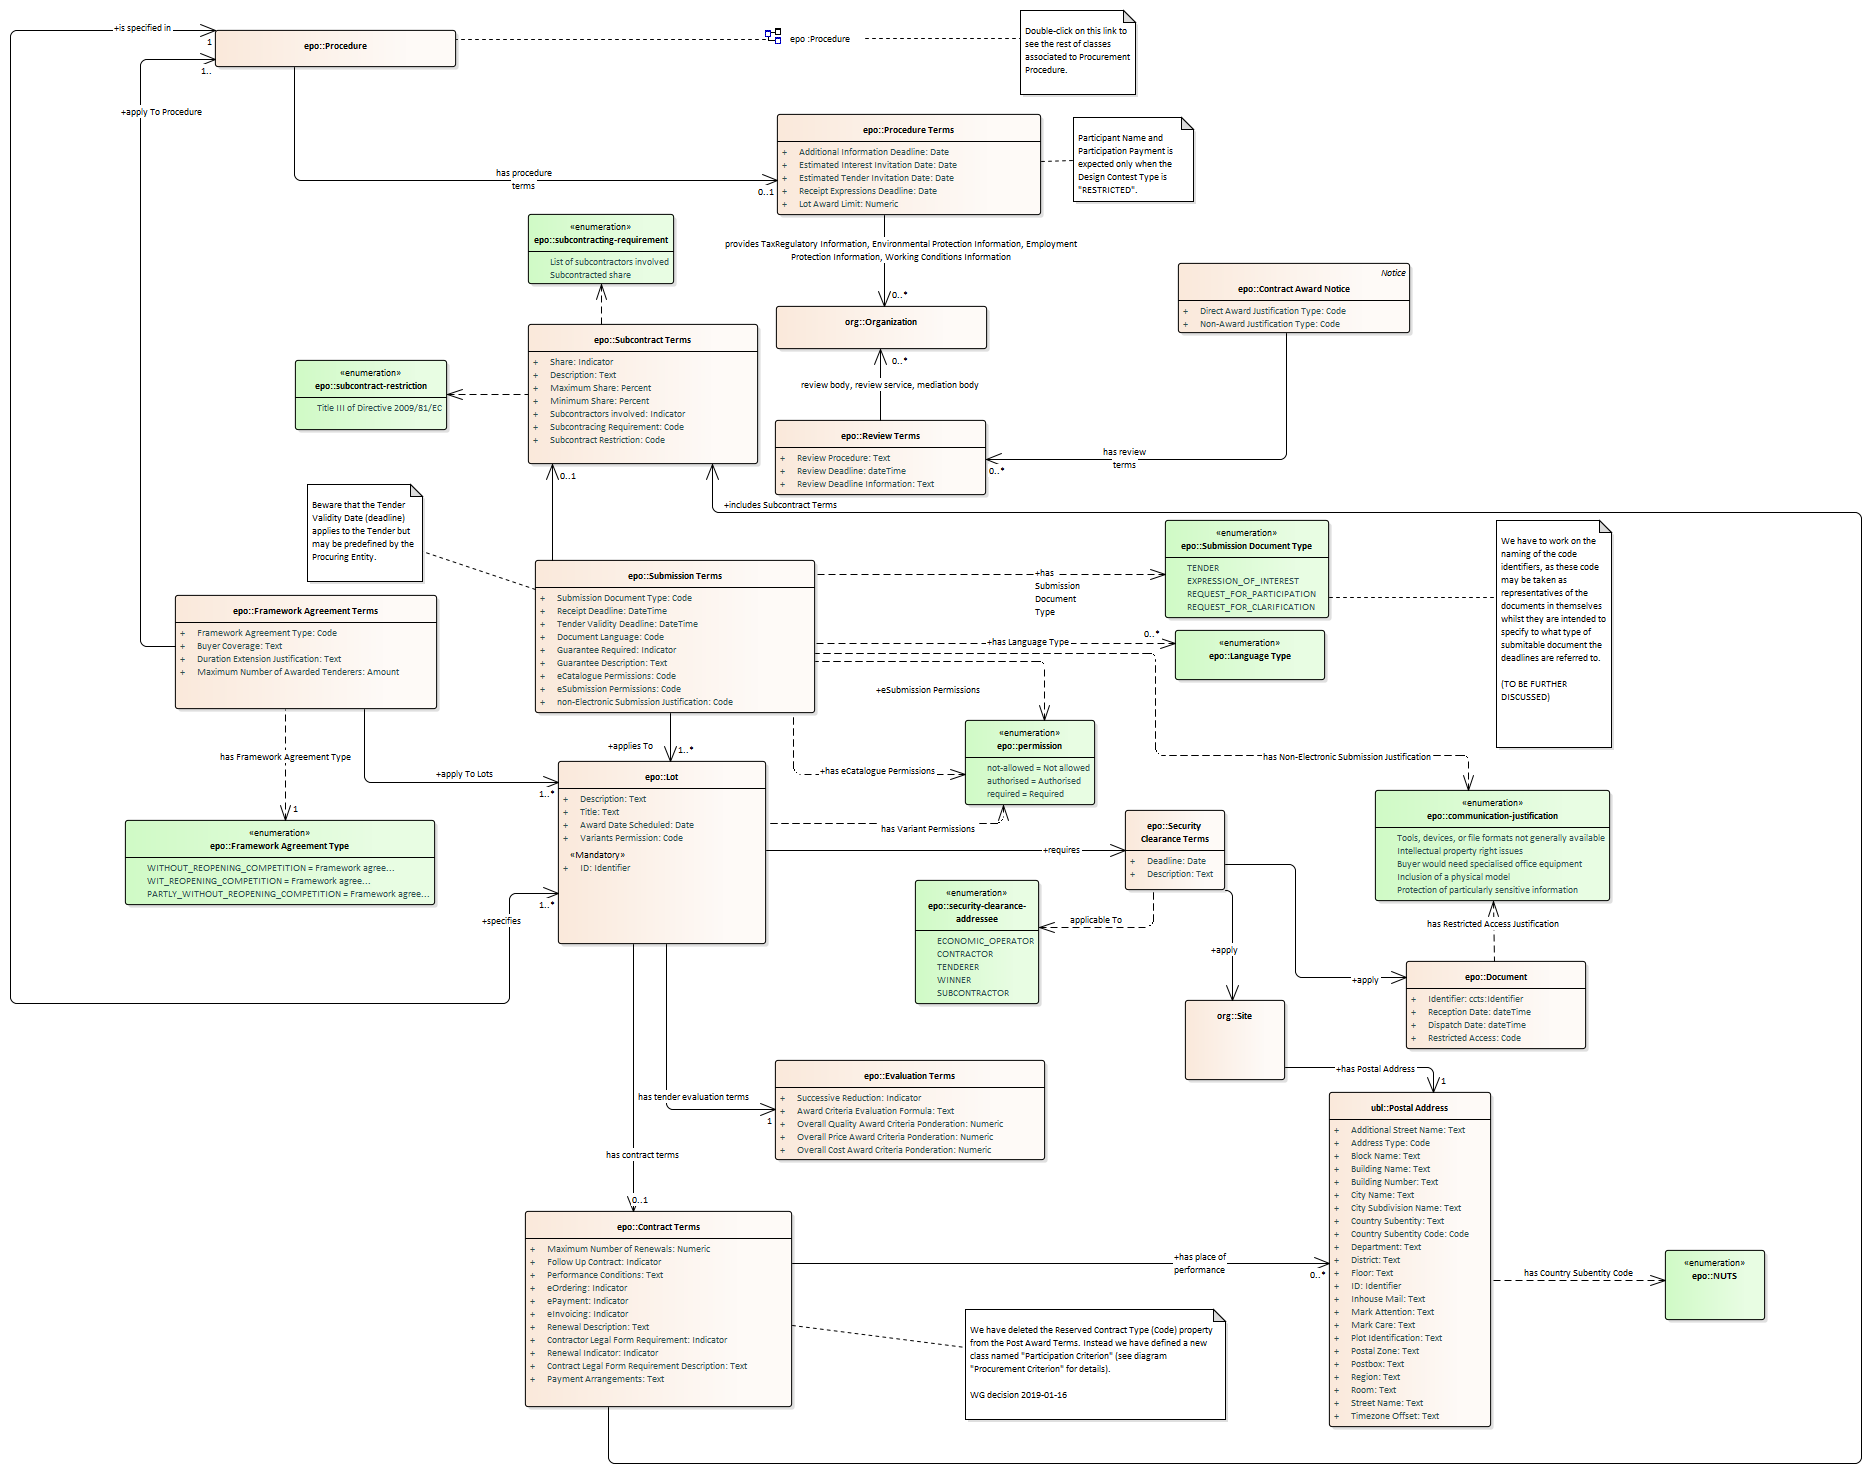 +is specified in
1
epo::Procedure
1..
+apply To Procedure
epo :Procedure
Double-click on this link to
see the rest of classes
associated to Procurement
Procedure.
has procedure
terms
0..1
epo::Procedure Terms
+ Additional Information Deadline: Date
+ Estimated Interest Invitation Date: Date
+ Estimated Tender Invitation Date: Date
+ Receipt Expressions Deadline: Date
+ Lot Award Limit: Numeric
Participant Name and
Participation Payment is
expected only when the
Design Contest Type is
"RESTRICTED".
«enumeration»
epo::subcontracting-requirement
List of subcontractors involved
Subcontracted share
provides TaxRegulatory Information, Environmental Protection Information, Employment
Protection Information, Working Conditions Information
0..*
org::Organization
0..*
review body, review service, mediation body
Notice
epo::Contract Award Notice
+ Direct Award Justification Type: Code
+ Non-Award Justification Type: Code
epo::Subcontract Terms
+ Share: Indicator
+ Description: Text
+ Maximum Share: Percent
+ Minimum Share: Percent
+ Subcontractors involved: Indicator
+ Subcontracing Requirement: Code
+ Subcontract Restriction: Code
«enumeration»
epo::subcontract-restriction
Title III of Directive 2009/81/EC
epo::Review Terms
+ Review Procedure: Text
+ Review Deadline: dateTime
+ Review Deadline Information: Text
has review
terms
0..*
0..1
+includes Subcontract Terms
Beware that the Tender
Validity Date (deadline)
applies to the Tender but
may be predefined by the
Procuring Entity.
epo::Submission Terms
+ Submission Document Type: Code
+ Receipt Deadline: DateTime
+ Tender Validity Deadline: DateTime
+ Document Language: Code
+ Guarantee Required: Indicator
+ Guarantee Description: Text
+ eCatalogue Permissions: Code
+ eSubmission Permissions: Code
+ non-Electronic Submission Justification: Code
+has
Submission
Document
Type
«enumeration»
epo::Submission Document Type
TENDER
EXPRESSION_OF_INTEREST
REQUEST_FOR_PARTICIPATION
REQUEST_FOR_CLARIFICATION
We have to work on the
naming of the code
identifiers, as these code
may be taken as
representatives of the
documents in themselves
whilst they are intended to
specify to what type of
submitable document the
deadlines are referred to.
(TO BE FURTHER
DISCUSSED)
+has Language Type
0..*
«enumeration»
epo::Language Type
epo::Framework Agreement Terms
+ Framework Agreement Type: Code
+ Buyer Coverage: Text
+ Duration Extension Justification: Text
+ Maximum Number of Awarded Tenderers: Amount
+eSubmission Permissions
«enumeration»
epo::permission
not-allowed = Not allowed
authorised = Authorised
required = Required
+has eCatalogue Permissions
has Variant Permissions
has Non-Electronic Submission Justification
+applies To
1..*
has Framework Agreement Type
1
+apply To Lots
1..*
«enumeration»
epo::Framework Agreement Type
WITHOUT_REOPENING_COMPETITION = Framework agree...
WIT_REOPENING_COMPETITION = Framework agree...
PARTLY_WITHOUT_REOPENING_COMPETITION = Framework agree...
epo::Lot
+ Description: Text
+ Title: Text
+ Award Date Scheduled: Date
+ Variants Permission: Code
«Mandatory»
+ ID: Identifier
1..*
+specifies
+requires
epo::Security
Clearance Terms
+ Deadline: Date
+ Description: Text
«enumeration»
epo::communication-justification
Tools, devices, or file formats not generally available
Intellectual property right issues
Buyer would need specialised office equipment
Inclusion of a physical model
Protection of particularly sensitive information
has Restricted Access Justification
«enumeration»
epo::security-clearance-
addressee
ECONOMIC_OPERATOR
CONTRACTOR
TENDERER
WINNER
SUBCONTRACTOR
applicable To
+apply
+apply
epo::Document
+ Identifier: ccts:Identifier
+ Reception Date: dateTime
+ Dispatch Date: dateTime
+ Restricted Access: Code
org::Site
+has Postal Address
1
has tender evaluation terms
1
epo::Evaluation Terms
+ Successive Reduction: Indicator
+ Award Criteria Evaluation Formula: Text
+ Overall Quality Award Criteria Ponderation: Numeric
+ Overall Price Award Criteria Ponderation: Numeric
+ Overall Cost Award Criteria Ponderation: Numeric
has contract terms
0..1
epo::Contract Terms
+ Maximum Number of Renewals: Numeric
+ Follow Up Contract: Indicator
+ Performance Conditions: Text
+ eOrdering: Indicator
+ ePayment: Indicator
+ eInvoicing: Indicator
+ Renewal Description: Text
+ Contractor Legal Form Requirement: Indicator
+ Renewal Indicator: Indicator
+ Contract Legal Form Requirement Description: Text
+ Payment Arrangements: Text
+has place of
performance
0..*
We have deleted the Reserved Contract Type (Code) property
from the Post Award Terms. Instead we have defined a new
class named "Participation Criterion" (see diagram
"Procurement Criterion" for details).
WG decision 2019-01-16
ubl::Postal Address
+ Additional Street Name: Text
+ Address Type: Code
+ Block Name: Text
+ Building Name: Text
+ Building Number: Text
+ City Name: Text
+ City Subdivision Name: Text
+ Country Subentity: Text
+ Country Subentity Code: Code
+ Department: Text
+ District: Text
+ Floor: Text
+ ID: Identifier
+ Inhouse Mail: Text
+ Mark Attention: Text
+ Mark Care: Text
+ Plot Identification: Text
+ Postal Zone: Text
+ Postbox: Text
+ Region: Text
+ Room: Text
+ Street Name: Text
+ Timezone Offset: Text
has Country Subentity Code
«enumeration»
epo::NUTS